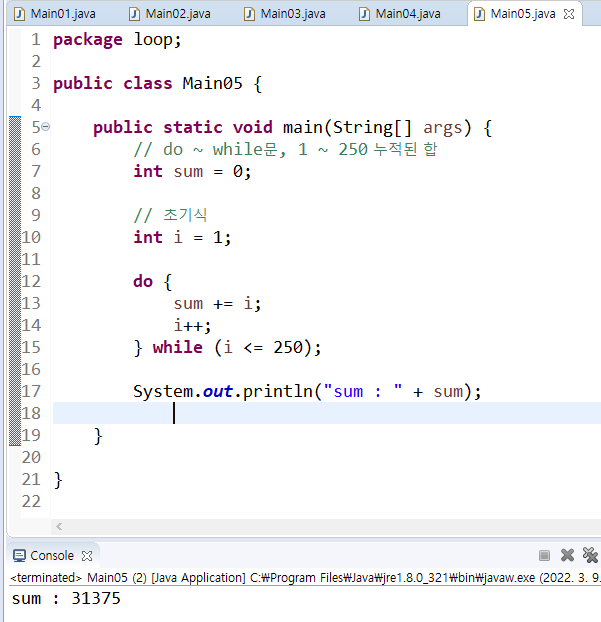 Main01.java Main02.java Main03.java Main04.java Main05.java
1 package loop;
2
3 public class Main05 {
4
5 public static void main(String[] args) {
6 // do ~ while문, 1 ~ 250 누적된 합
7 int sum = 0;
8
9 // 초기식
10 int i = 1;
11
12 do {
13 sum += i;
14 i++;
15 } while (i <= 250);
16
17 System.out.println("sum : " + sum);
18
19 }
20
21 }
22
Console
<terminated> Main05 (2) [Java Application] C:₩Program Files₩Java₩jre1.8.0_321₩bin₩javaw.exe (2022. 3. 9.
sum : 31375